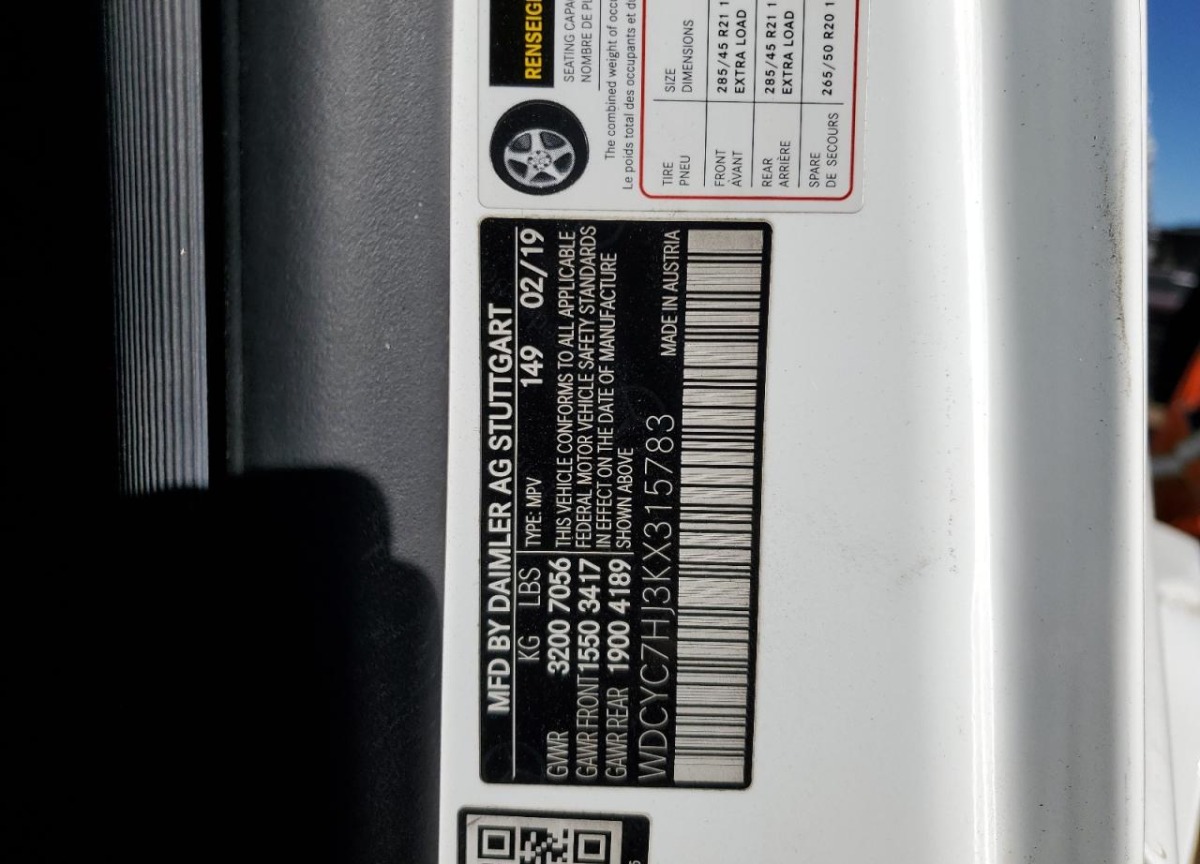 MFD BY DAIMLER AG STUTTGART
KG LBS TYPE: MPV 149 02/19
GVWR 3200 7056
GAWR FRONT 1550 3417
GAWR REAR 1900 4189
THIS VEHICLE CONFORMS TO ALL APPLICABLE
FEDERAL MOTOR VEHICLE SAFETY STANDARDS
IN EFFECT ON THE DATE OF MANUFACTURE
SHOWN ABOVE
WDCYC7HJ3KX315783 MADE IN AUSTRIA
SEATING
NOMBRE DE
The combined weight of
Le poids total des occupants et
TIRE SIZE
PNEU DIMENSIONS
FRONT 285/45 R21
AVANT EXTRA LOAD
REAR 285/45 R21
ARRIÈRE EXTRA LOAD
SPARE 265/50 R20
DE SECOURS